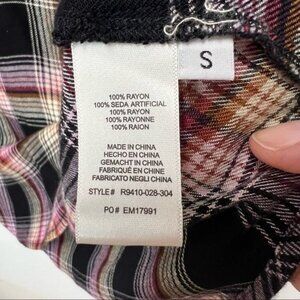 S
100% RAYON
100% SEDA ARTIFICIAL
100% RAYON
100% RAYONNE
100% RAION
MADE IN CHINA
HECHO EN CHINA
GEMACHT IN CHINA
FABRIQUÉ EN CHINE
FABRICATO NEGLI CHINA
STYLE# R9410-028-304
PO# EM17991